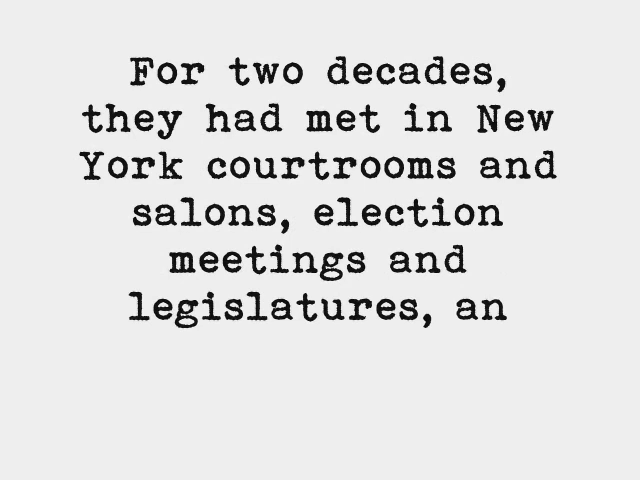 For two decades,
they had met in New
York courtrooms and
salons, election
meetings and
legislatures, an